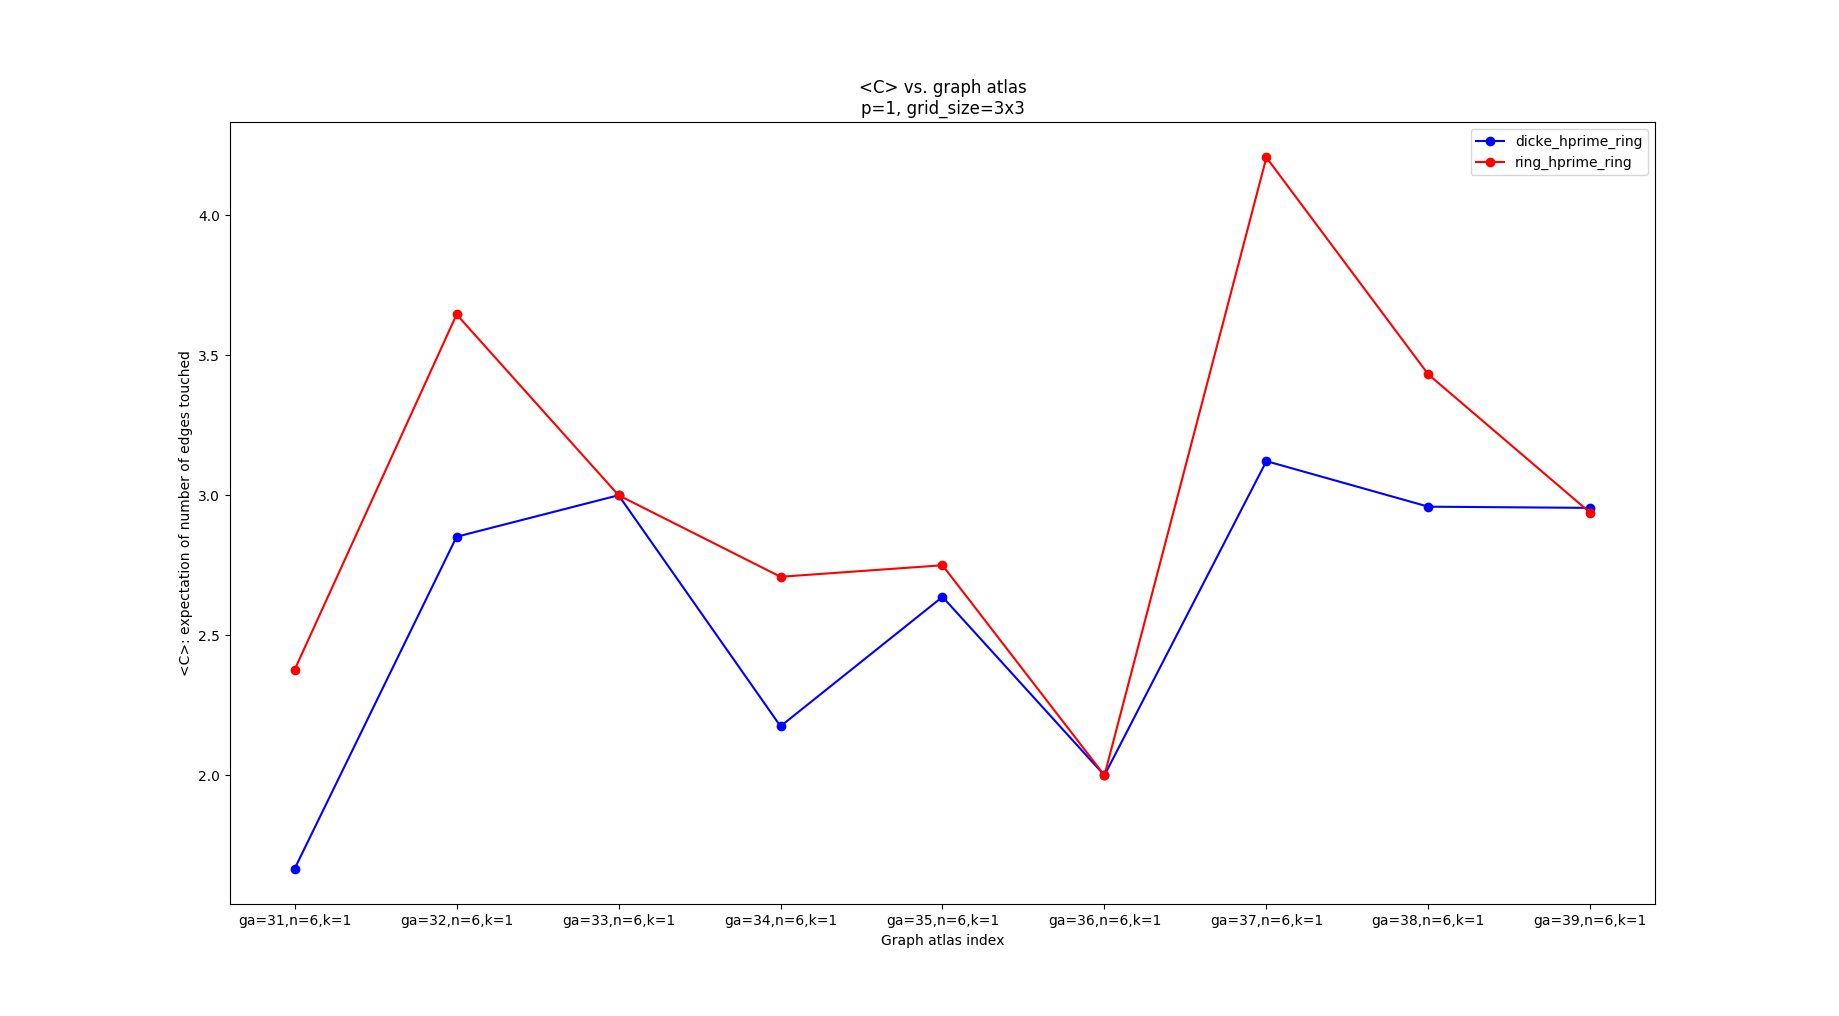 <C> vs. graph atlas
p=1, grid_size=3x3
dicke_hprime_ring
ring_hprime_ring
<C>: expectation of number of edges touched
4.0
3.5
3.0
2.5
2.0
ga=31,n=6,k=1 ga=32,n=6,k=1 ga=33,n=6,k=1 ga=34,n=6,k=1 ga=35,n=6,k=1 ga=36,n=6,k=1 ga=37,n=6,k=1 ga=38,n=6,k=1 ga=39,n=6,k=1
Graph atlas index